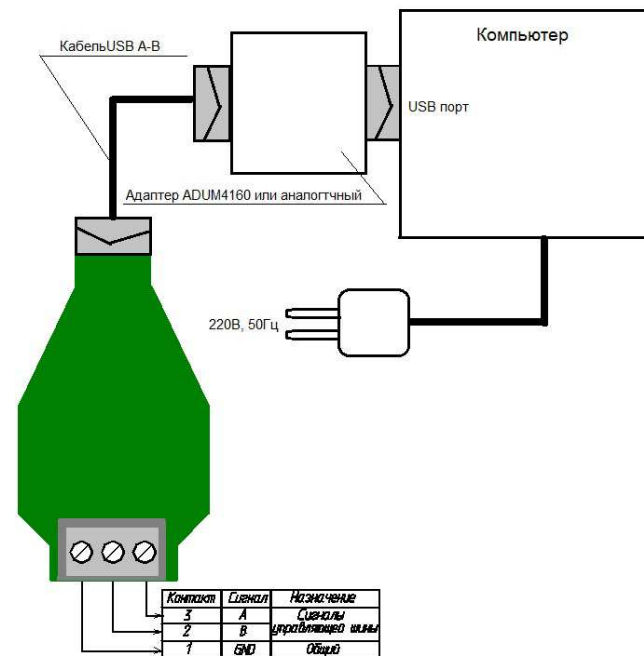 Компьютер
КабельUSB A-B
USB порт
Адаптер ADUM4160 или аналоггчный
220В, 50Гц
Контакт Сигнал Назначение
3 A Сигналы
2 B управляющей шины
1 GND Общий